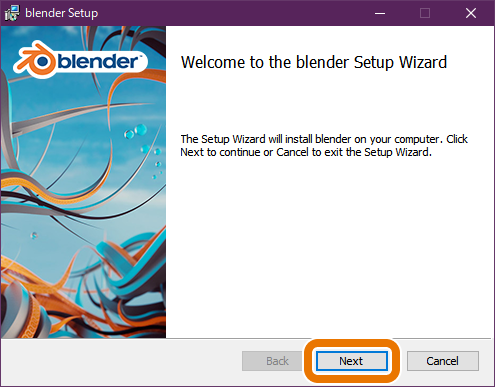 blender Setup
blender
Welcome to the blender Setup Wizard
The Setup Wizard will install blender on your computer. Click
Next to continue or Cancel to exit the Setup Wizard.
Back
Next
Cancel